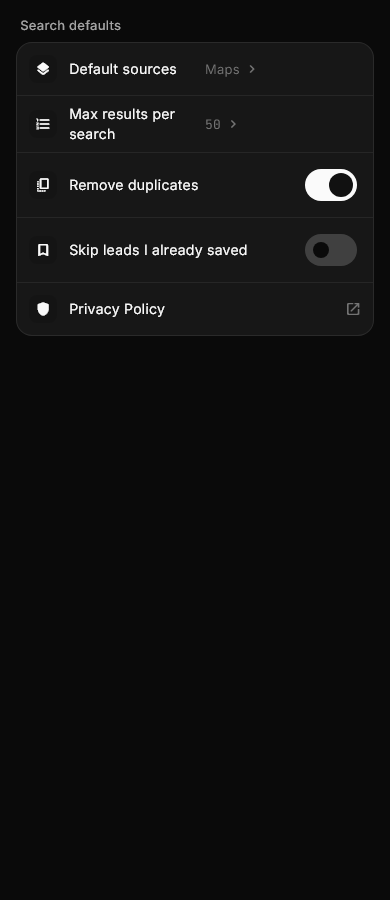 Search defaults
Default sources
Maps
Max results per
search
50
Remove duplicates
Skip leads I already saved
Privacy Policy